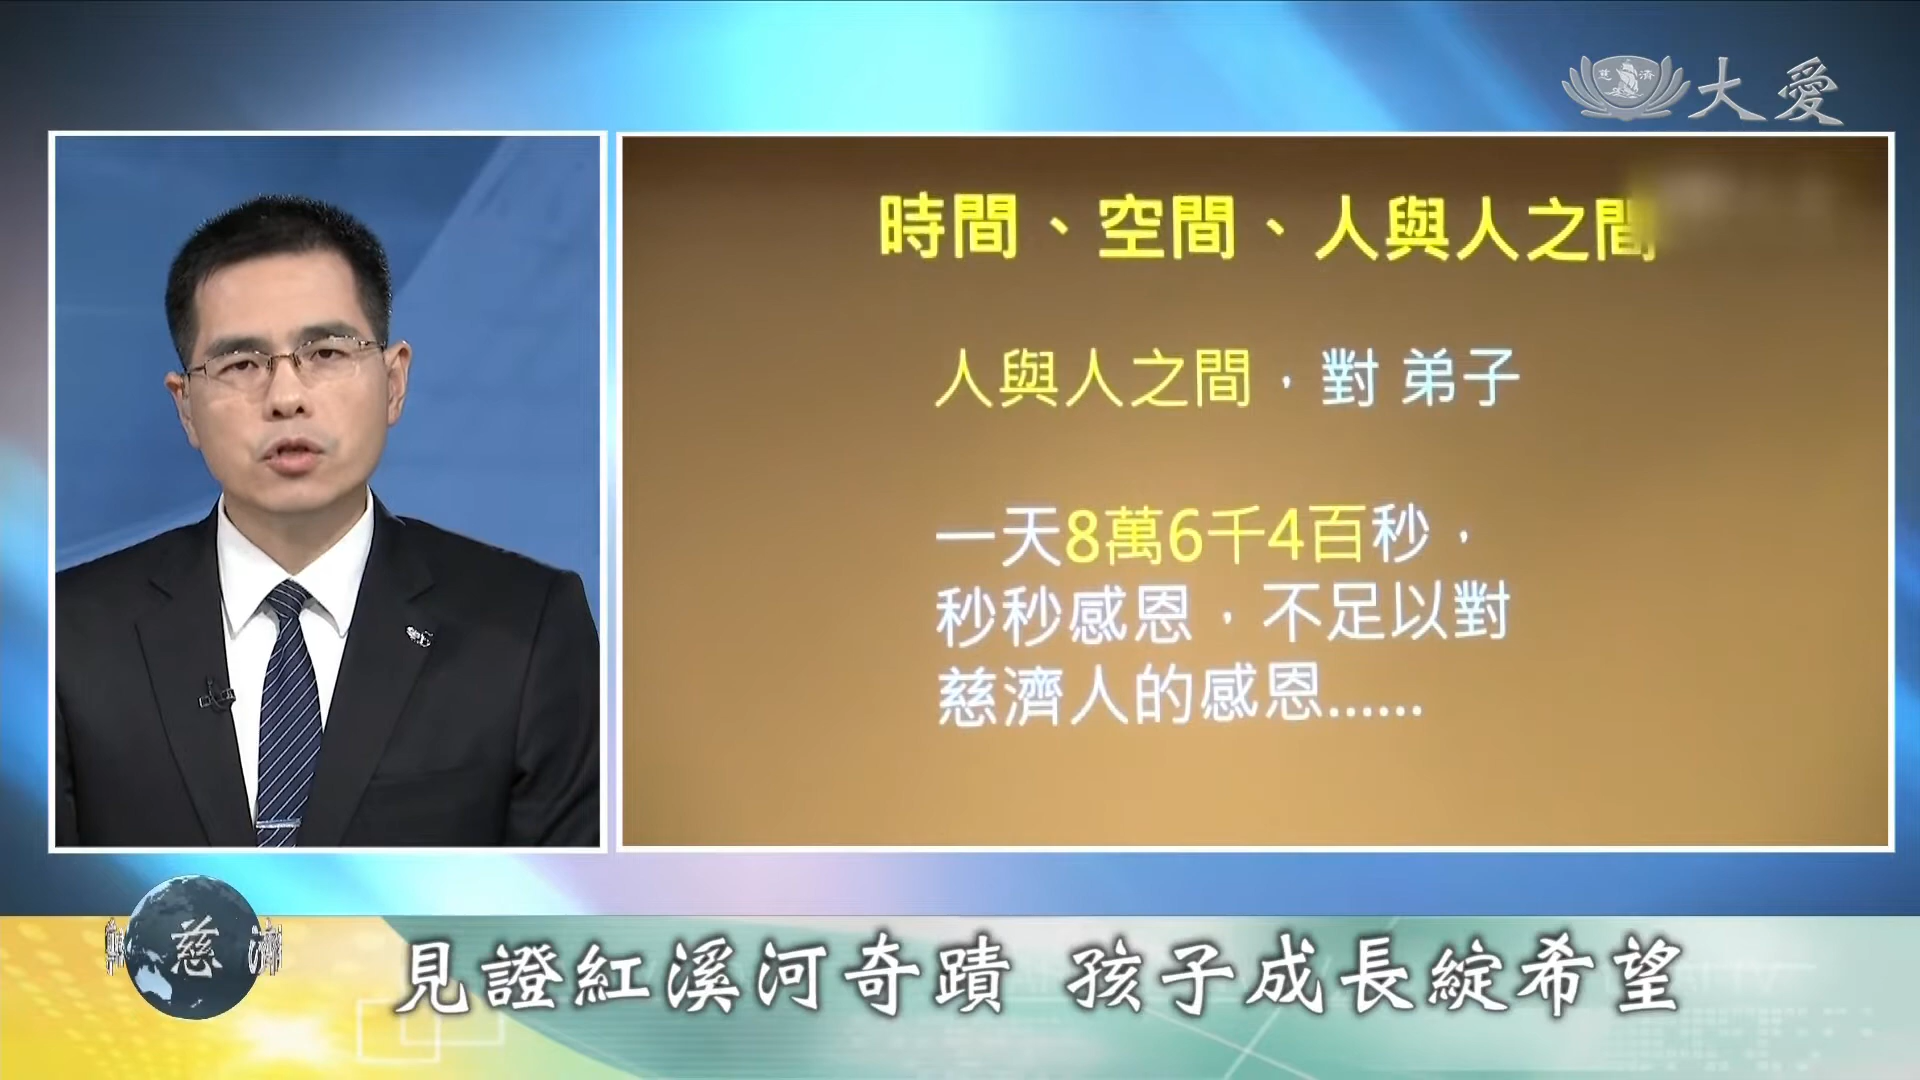 慈濟
大愛
時間、空間、人與人之間
人與人之間，對 弟子
一天8萬6千4百秒，
秒秒感恩，不足以對
慈濟人的感恩......
慈濟
見證紅溪河奇蹟 孩子成長綻希望